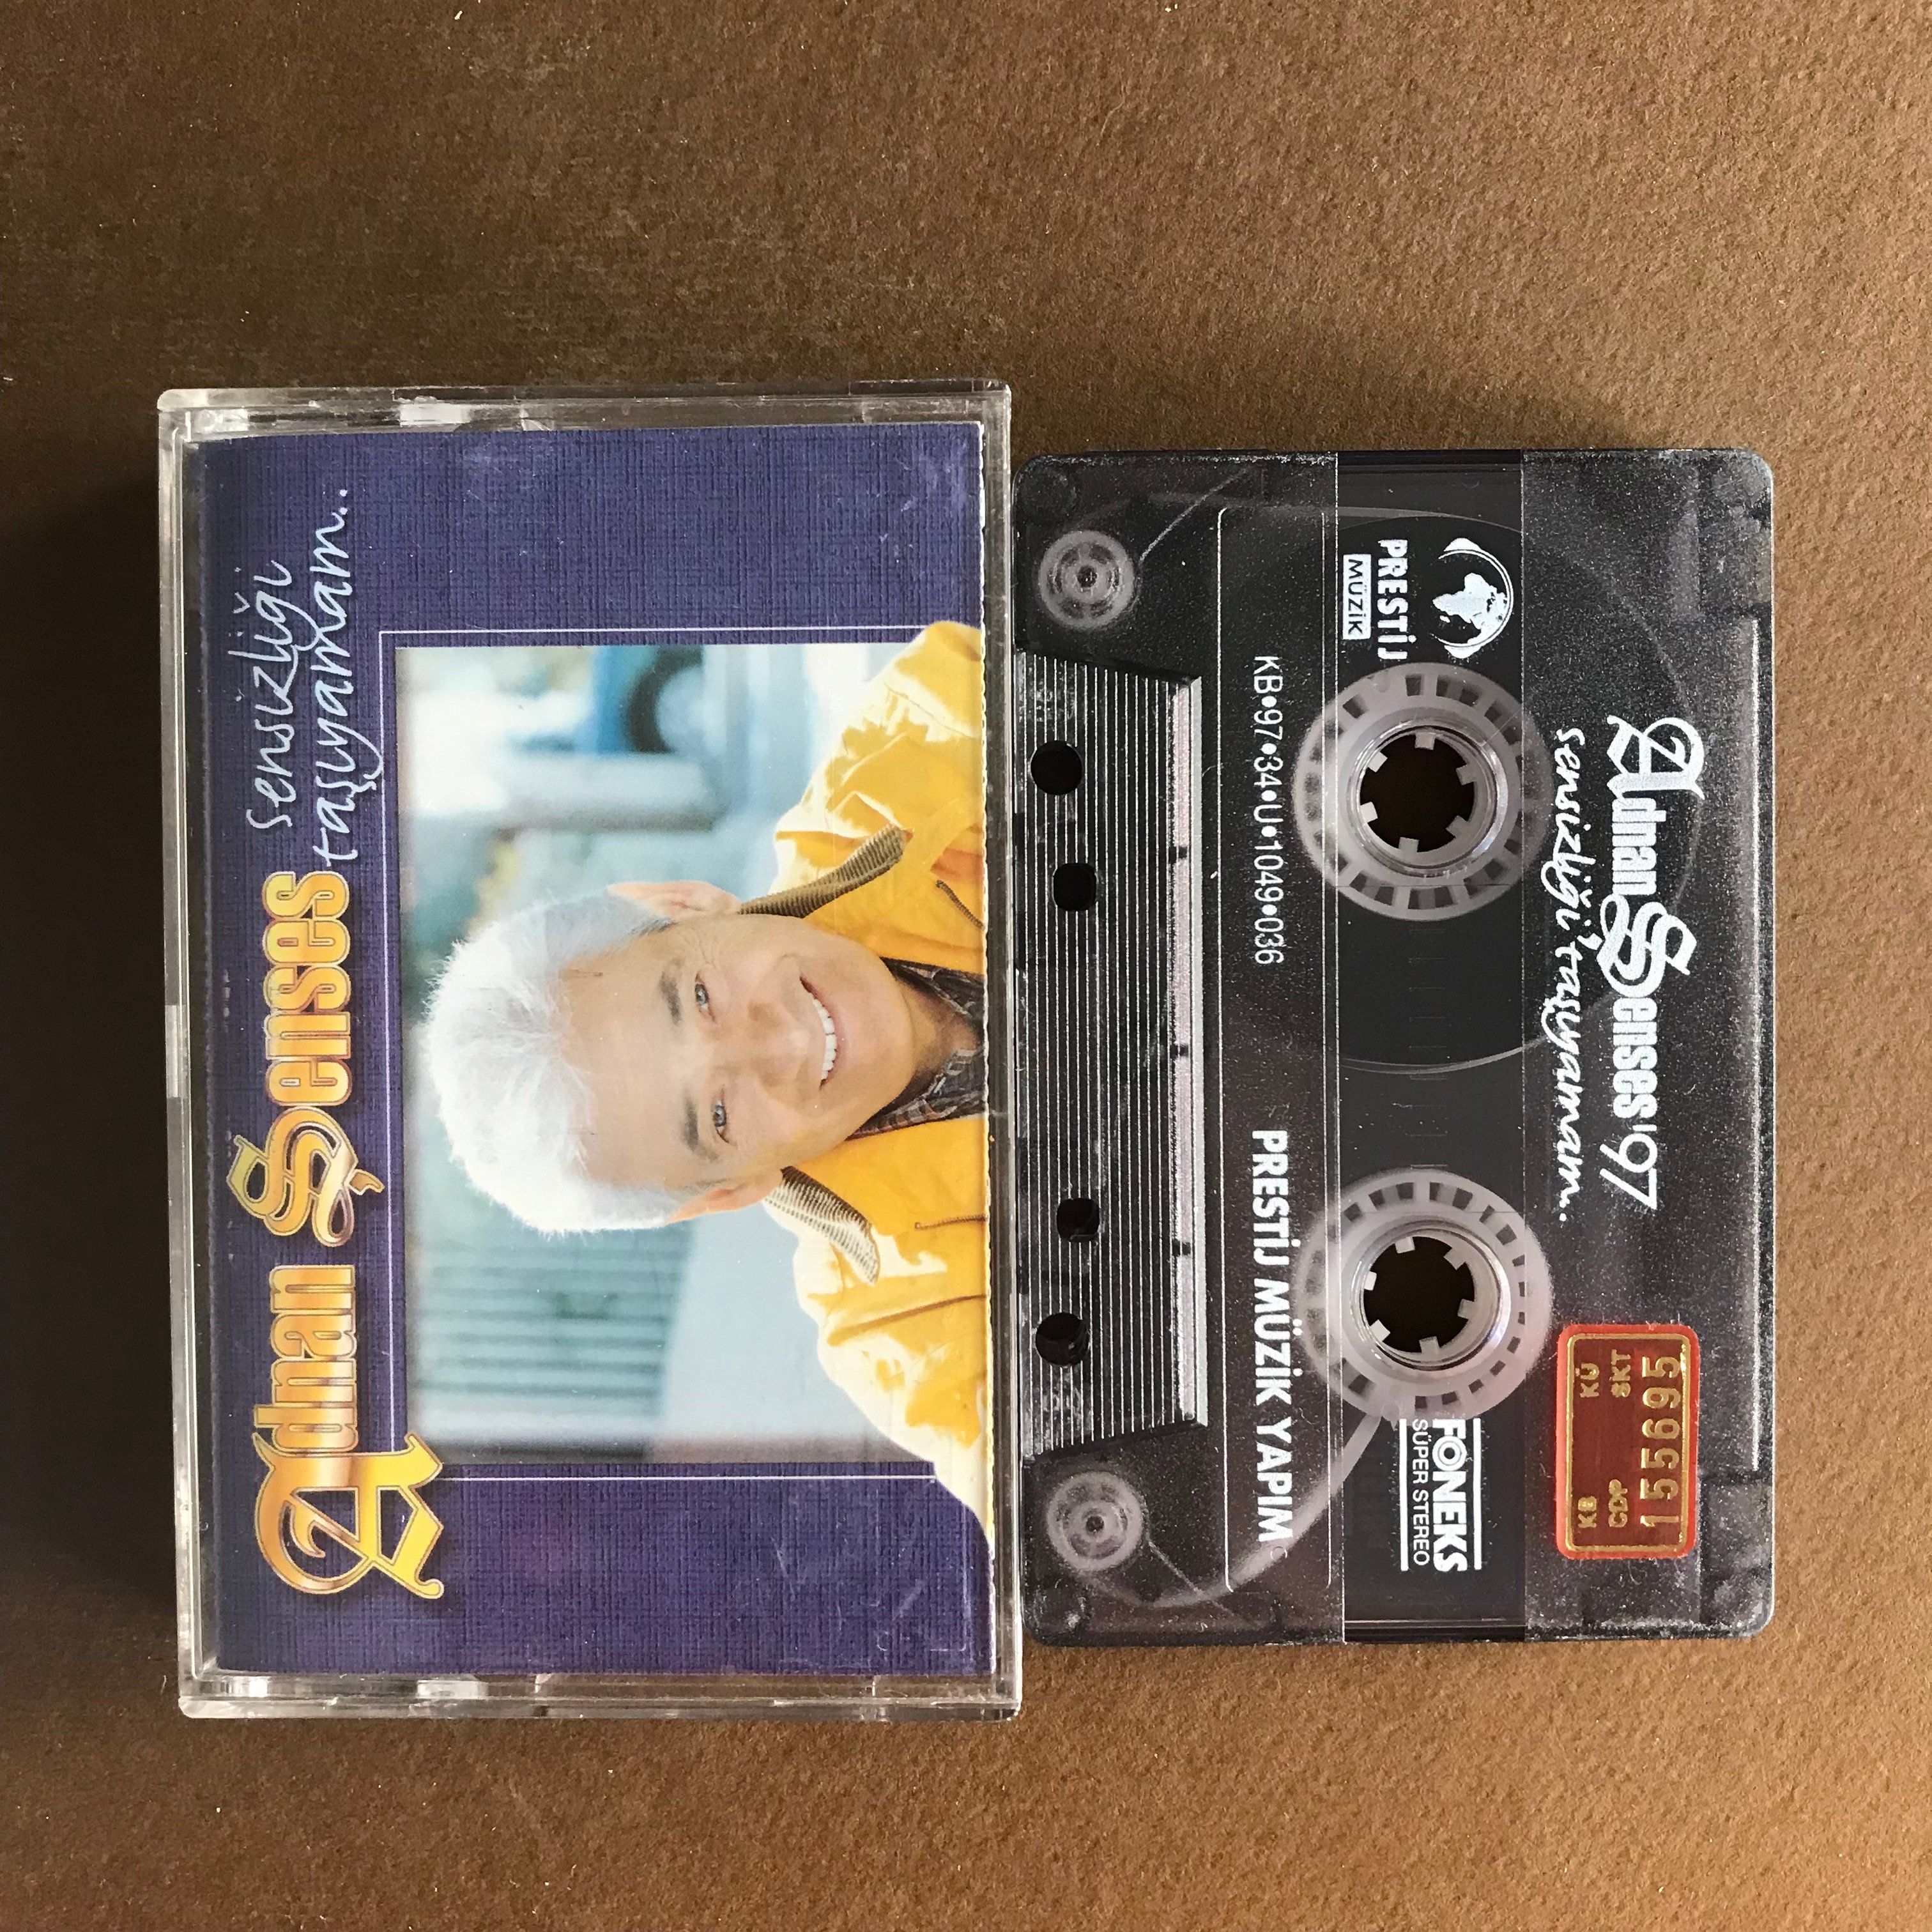 Adnan Şenses
sensizliği
taşıyamam..
Adnan Şenses '97
sensizliği taşıyamam..
PRESTİJ
MÜZİK
FONEKS
SÜPER STEREO
KB•97•34•U•1049•036
PRESTİJ MÜZİK YAPIM
KB KÜ
CDP SKT
155695